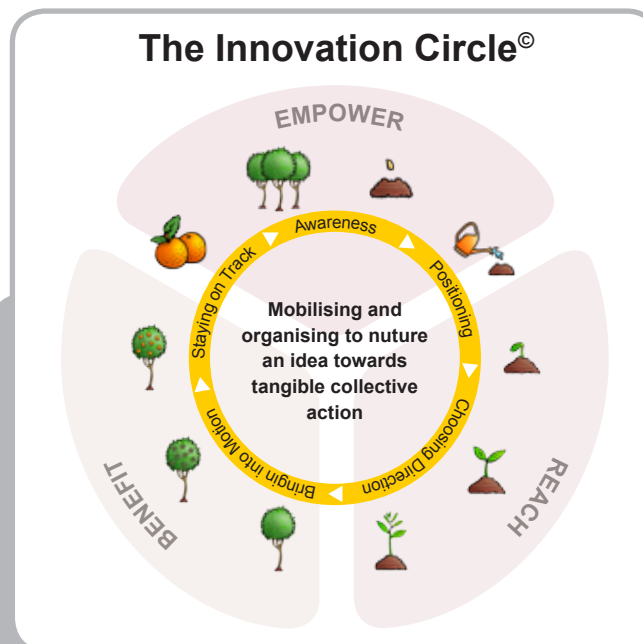 The Innovation Circle©
EMPOWER
Awareness
Positioning
Choosing Direction
Bringin into Motion
Staying on Track
Mobilising and
organising to nuture
an idea towards
tangible collective
action
REACH
BENEFIT